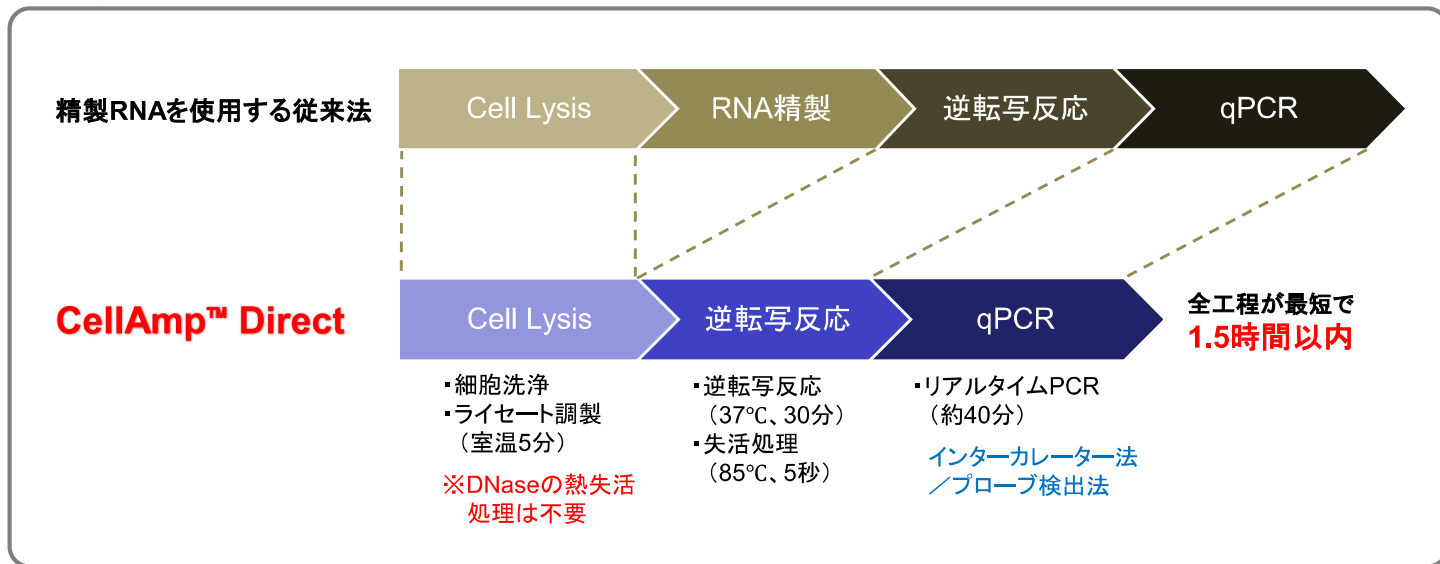 精製RNAを使用する従来法
Cell Lysis
RNA精製
逆転写反応
qPCR
CellAmp™ Direct
Cell Lysis
逆転写反応
qPCR
全工程が最短で
1.5時間以内
・細胞洗浄
・ライセート調製
（室温5分）
※DNaseの熱失活
処理は不要
・逆転写反応
（37℃、30分）
・失活処理
（85℃、5秒）
・リアルタイムPCR
（約40分）
インターカレーター法
／プローブ検出法